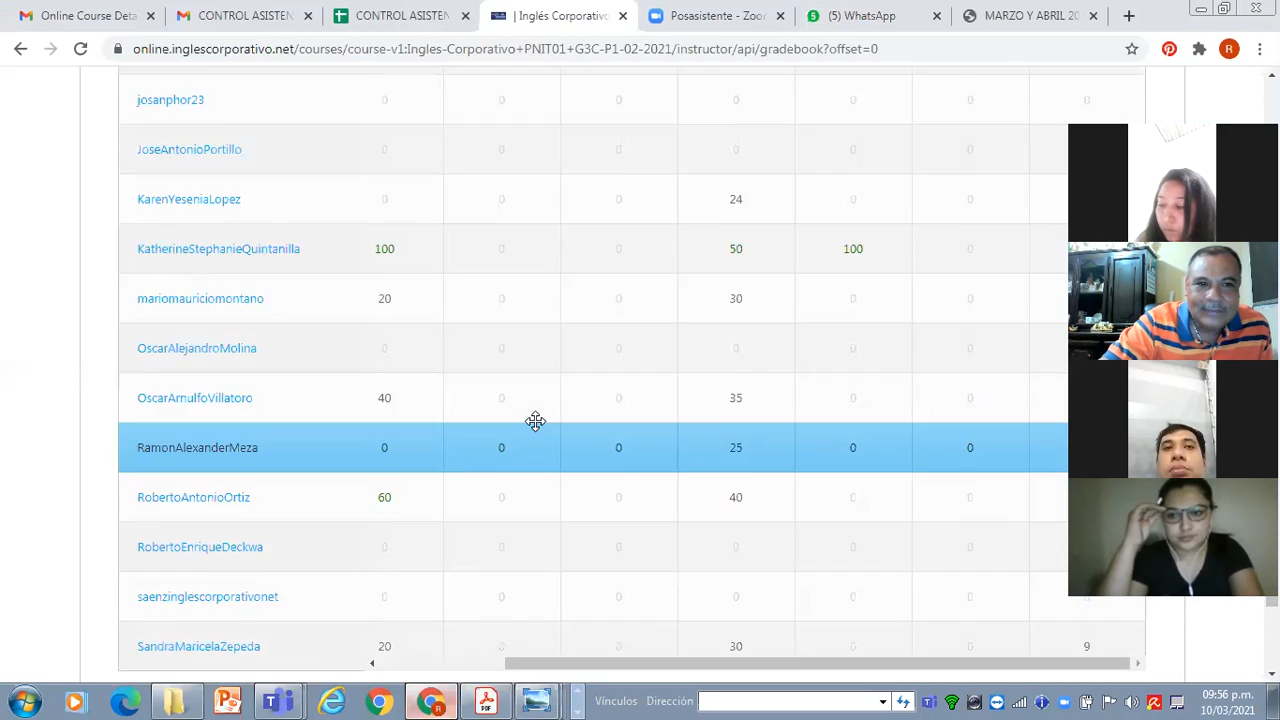 Online Course Deta
CONTROL ASISTEN
CONTROL ASISTEN
| Inglés Corporativo
Posasistente - Zoo
(5) WhatsApp
MARZO Y ABRIL 20
online.inglescorporativo.net/courses/course-v1:Ingles-Corporativo+PNIT01+G3C-P1-02-2021/instructor/api/gradebook?offset=0
R
josanphor23 0 0 0 0 0 0 0
JoseAntonioPortillo 0 0 0 0 0 0
KarenYeseniaLopez 0 0 0 24 0 0
KatherineStephanieQuintanilla 100 0 0 50 100 0
mariomauriciomontano 20 0 0 30 0 0
OscarAlejandroMolina 0 0 0 0 0 0
OscarArnulfoVillatoro 40 0 0 35 0 0
RamonAlexanderMeza 0 0 0 25 0 0
RobertoAntonioOrtiz 60 0 0 40 0 0
RobertoEnriqueDeckwa 0 0 0 0 0 0
saenzinglescorporativonet 0 0 0 0 0 0
SandraMaricelaZepeda 20 0 0 30 0 0 9
Vínculos Dirección
09:56 p.m.
10/03/2021